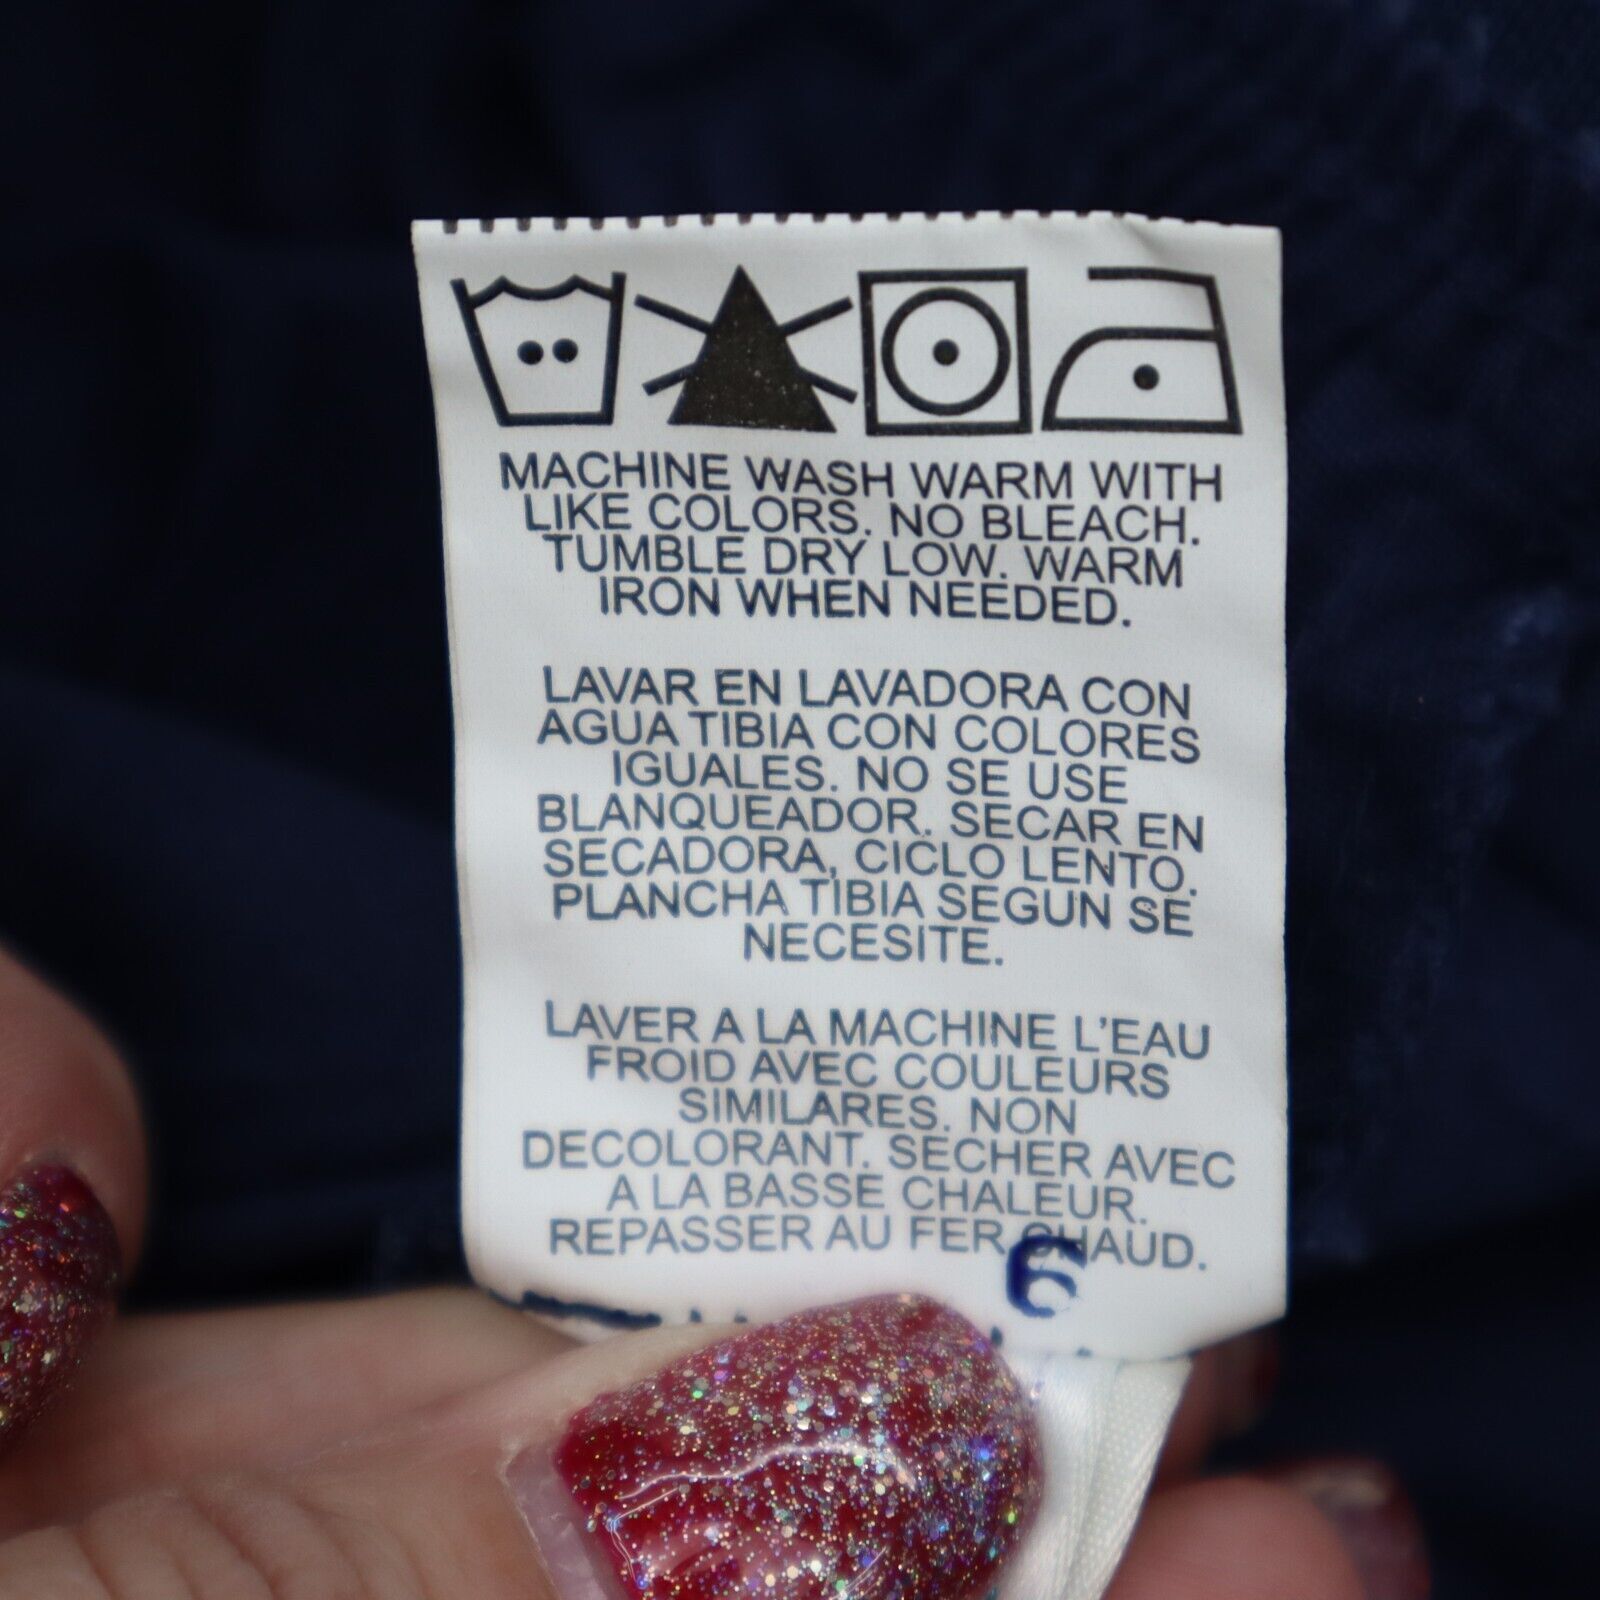 MACHINE WASH WARM WITH
LIKE COLORS. NO BLEACH.
TUMBLE DRY LOW. WARM
IRON WHEN NEEDED.
LAVAR EN LAVADORA CON
AGUA TIBIA CON COLORES
IGUALES. NO SE USE
BLANQUEADOR. SECAR EN
SECADORA, CICLO LENTO.
PLANCHA TIBIA SEGUN SE
NECESITE.
LAVER A LA MACHINE L'EAU
FROID AVEC COULEURS
SIMILARES. NON
DECOLORANT. SECHER AVEC
A LA BASSE CHALEUR.
REPASSER AU FER CHAUD.
6